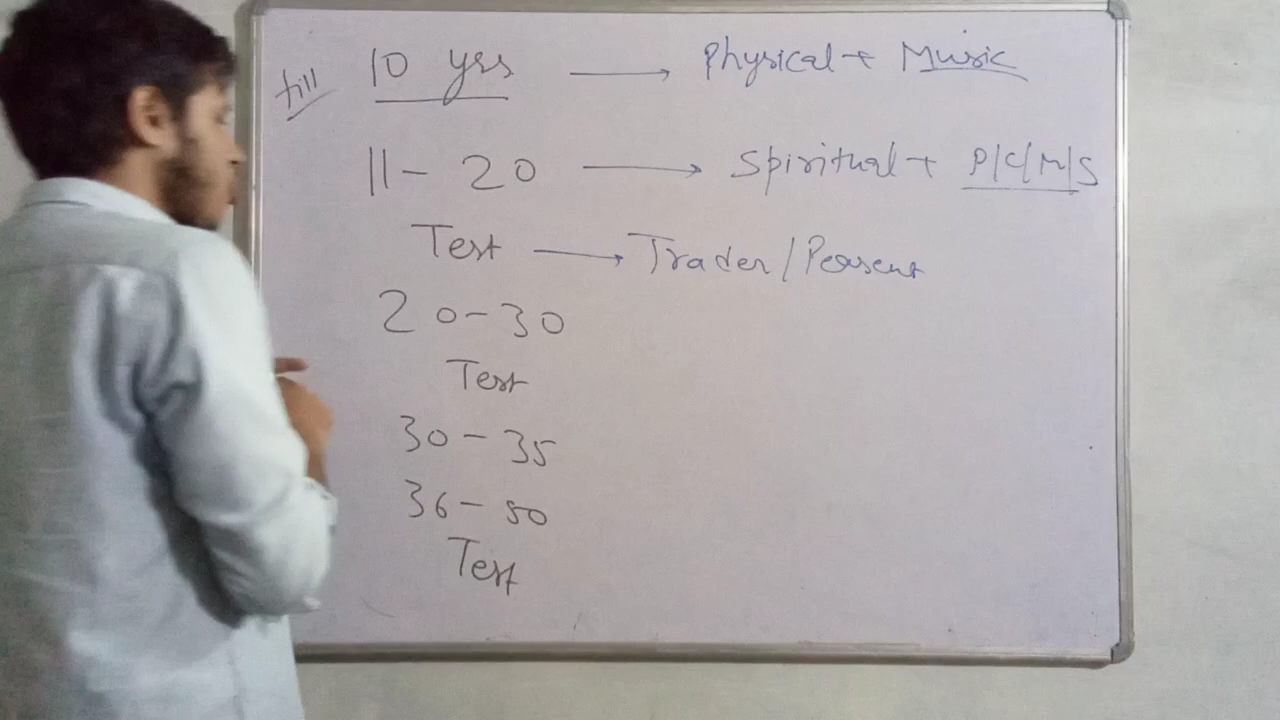 till 10 yrs → Physical + Music
11 - 20 → Spiritual + P/C/M/S
Test → Trader / Peasent
20-30
Test
30 - 35
36 - 50
Test